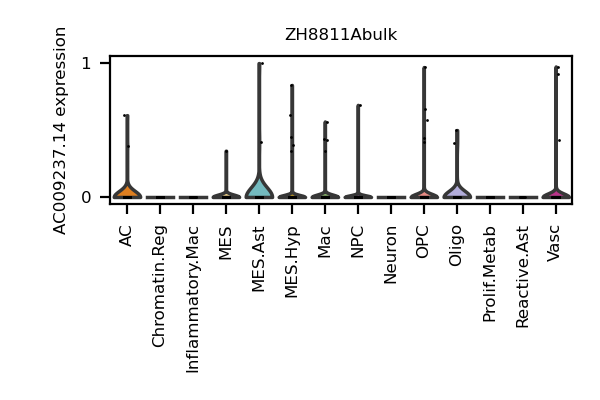 ZH8811Abulk
AC009237.14 expression
1
0
AC
Chromatin.Reg
Inflammatory.Mac
MES
MES.Ast
MES.Hyp
Mac
NPC
Neuron
OPC
Oligo
Prolif.Metab
Reactive.Ast
Vasc